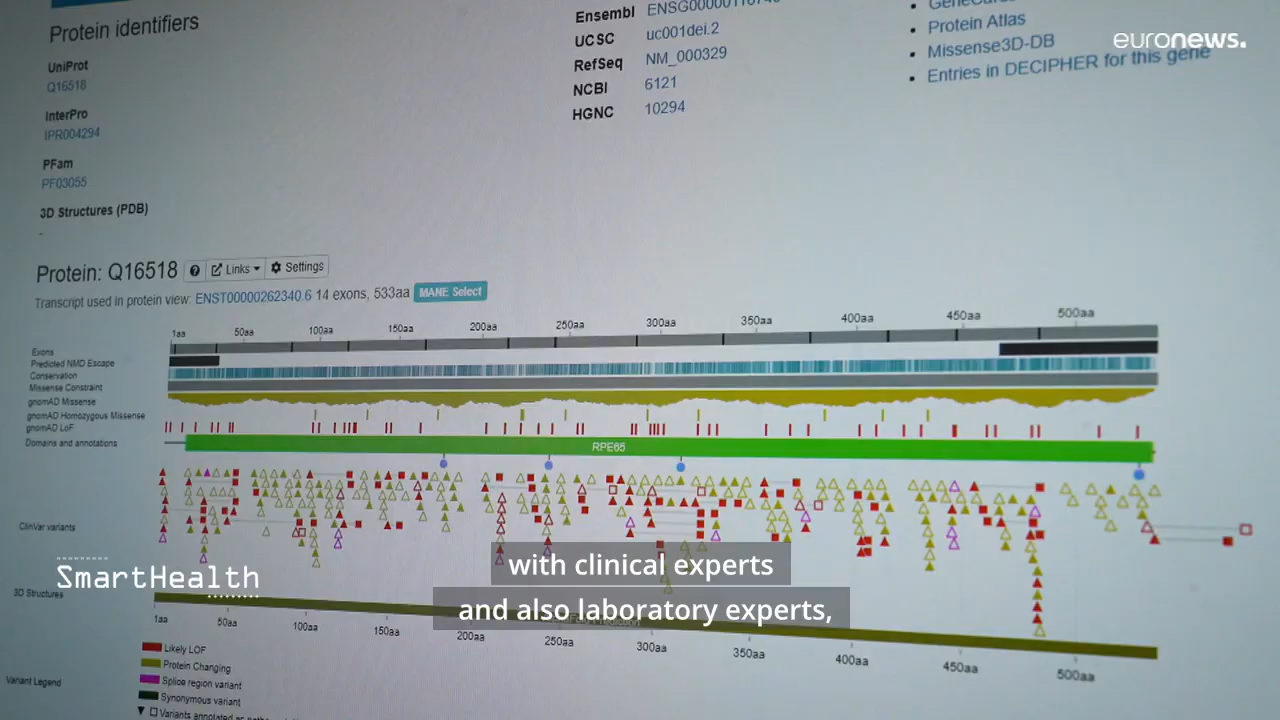 Protein identifiers
UniProt
Q16518
InterPro
IPR004294
PFam
PF03055
3D Structures (PDB)
-
Ensembl
UCSC uc001dei.2
RefSeq NM_000329
NCBI 6121
HGNC 10294
Protein Atlas
Missense3D-DB
Entries in DECIPHER for this gene
euronews.
Protein: Q16518 ? Links Settings
Transcript used in protein view: ENST00000262340.6 14 exons, 533aa MANE Select
1aa 50aa 100aa 150aa 200aa 250aa 300aa 350aa 400aa 450aa 500aa
Exons
Predicted NMD Escape
Conservation
Missense Constraint
gnomAD Missense
gnomAD Homozygous Missense
gnomAD LoF
Domains and annotations RPE65
ClinVar variants
with clinical experts
and also laboratory experts,
SmartHealth
3D Structures
1aa 50aa 100aa 150aa 200aa 250aa 300aa 350aa 400aa 450aa 500aa
Variant Legend
Likely LOF
Protein Changing
Splice region variant
Synonymous variant
Variants annotated as